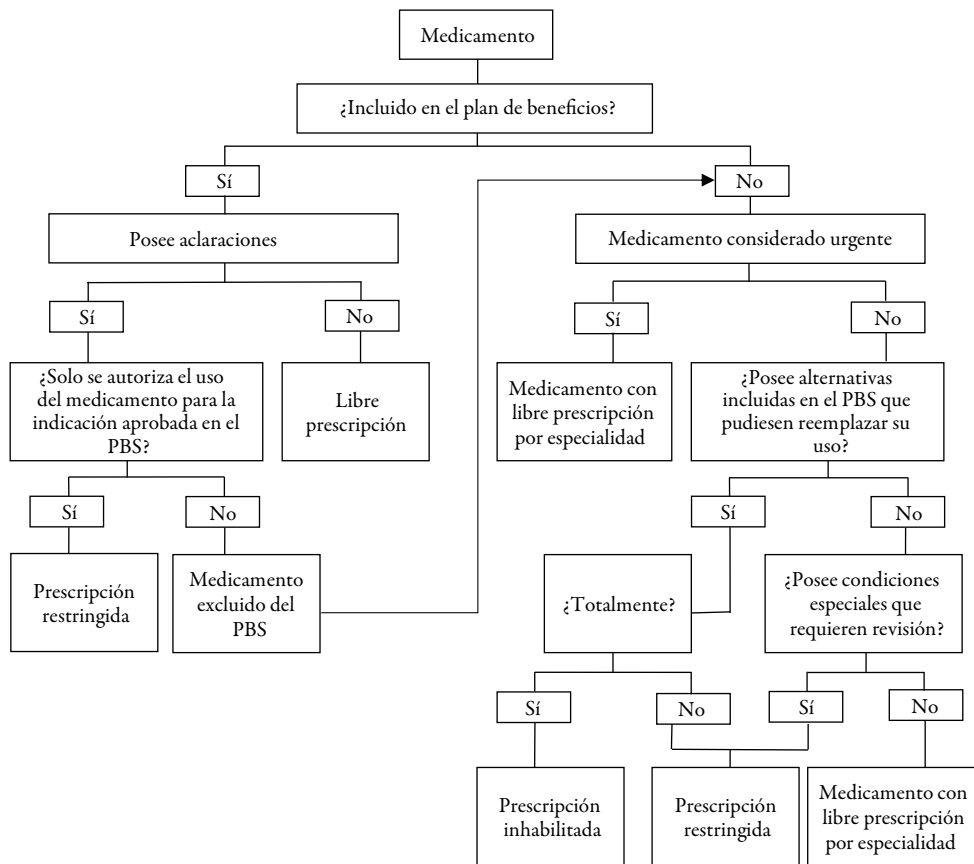 Medicamento
¿Incluido en el plan de beneficios?
Sí
No
Posee aclaraciones
Medicamento considerado urgente
Sí
No
Sí
No
¿Solo se autoriza el uso
del medicamento para la
indicación aprobada en el
PBS?
Libre
prescripción
Medicamento con
libre prescripción
por especialidad
¿Posee alternativas
incluidas en el PBS que
pudiesen reemplazar su
uso?
Sí
No
Sí
No
Prescripción
restringida
Medicamento
excluido del
PBS
¿Totalmente?
¿Posee condiciones
especiales que
requieren revisión?
Sí
No
Sí
No
Prescripción
inhabilitada
Prescripción
restringida
Medicamento con
libre prescripción
por especialidad